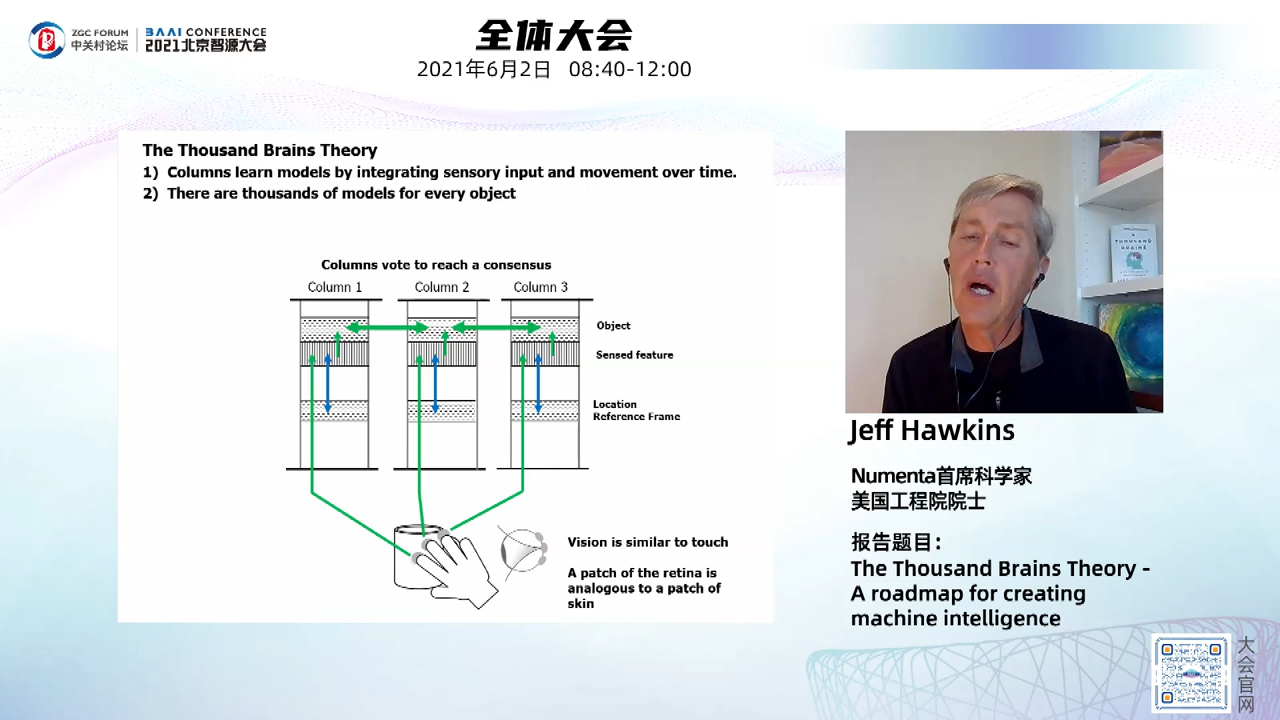 ZGC FORUM
中关村论坛
BAAI CONFERENCE
2021北京智源大会
全体大会
2021年6月2日 08:40-12:00
The Thousand Brains Theory
1) Columns learn models by integrating sensory input and movement over time.
2) There are thousands of models for every object
Columns vote to reach a consensus
Column 1 Column 2 Column 3
Object
Sensed feature
Location
Reference Frame
Vision is similar to touch
A patch of the retina is
analogous to a patch of
skin
A
THOUSAND
BRAINS
Jeff Hawkins
Numenta首席科学家
美国工程院院士
报告题目：
The Thousand Brains Theory -
A roadmap for creating
machine intelligence
大会官网